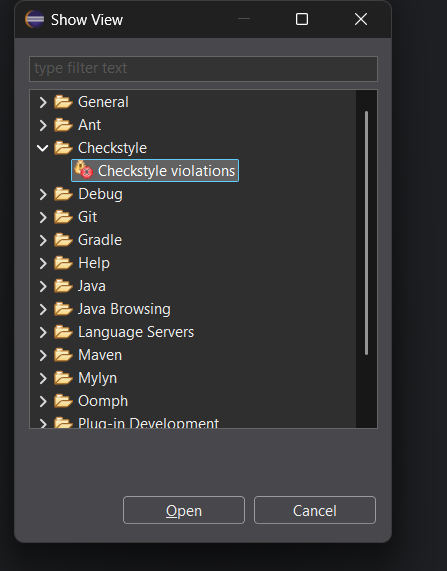 Show View
type filter text
General
Ant
Checkstyle
Checkstyle violations
Debug
Git
Gradle
Help
Java
Java Browsing
Language Servers
Maven
Mylyn
Oomph
Plug-in Development
Open
Cancel